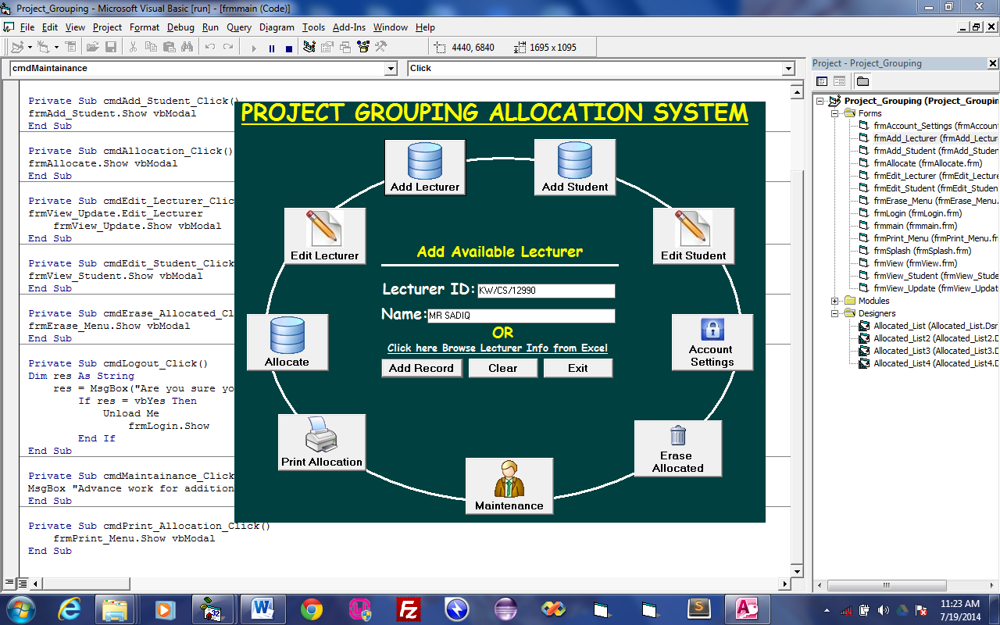 Project_Grouping - Microsoft Visual Basic [run] - [frmmain (Code)]
File Edit View Project Format Debug Run Query Diagram Tools Add-Ins Window Help
4440, 6840 1695 x 1095
cmdMaintainance Click
Private Sub cmdAdd_Student_Click()
frmAdd_Student.Show vbModal
End Sub
Private Sub cmdAllocation_Click()
frmAllocate.Show vbModal
End Sub
Private Sub cmdEdit_Lecturer_Clic
frmView_Update.Edit_Lecturer
frmView_Update.Show vbModal
End Sub
Private Sub cmdEdit_Student_Click
frmView_Student.Show vbModal
End Sub
Private Sub cmdErase_Allocated_Cl
frmErase_Menu.Show vbModal
End Sub
Private Sub cmdLogout_Click()
Dim res As String
res = MsgBox("Are you sure yo
If res = vbYes Then
Unload Me
frmLogin.Show
End If
End Sub
Private Sub cmdMaintainance_Click
MsgBox "Advance work for addition
End Sub
Private Sub cmdPrint_Allocation_Click()
frmPrint_Menu.Show vbModal
End Sub
PROJECT GROUPING ALLOCATION SYSTEM
Add Lecturer
Add Student
Edit Lecturer
Edit Student
Add Available Lecturer
Lecturer ID: KW/CS/12990
Name: MR SADIQ
OR
Click here Browse Lecturer Info from Excel
Add Record Clear Exit
Allocate
Account
Settings
Print Allocation
Erase
Allocated
Maintenance
Project - Project_Grouping
Project_Grouping (Project_Groupin
Forms
frmAccount_Settings (frmAccoun
frmAdd_Lecturer (frmAdd_Lectur
frmAdd_Student (frmAdd_Studen
frmAllocate (frmAllocate.frm)
frmEdit_Lecturer (frmEdit_Lecture
frmEdit_Student (frmEdit_Studen
frmErase_Menu (frmErase_Menu.
frmLogin (frmLogin.frm)
frmmain (frmmain.frm)
frmPrint_Menu (frmPrint_Menu.fr
frmSplash (frmSplash.frm)
frmView (frmView.frm)
frmView_Student (frmView_Stude
frmView_Update (frmView_Updat
Modules
Designers
Allocated_List (Allocated_List.Dsr
Allocated_List2 (Allocated_List2.D
Allocated_List3 (Allocated_List3.D
Allocated_List4 (Allocated_List4.D
11:23 AM
7/19/2014